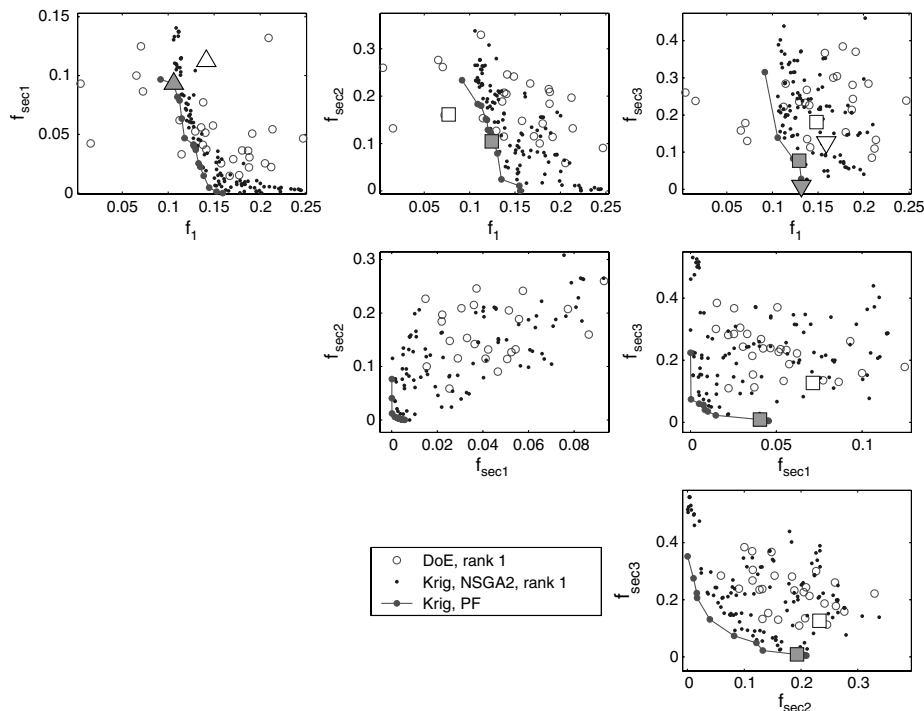 0.15
0.1
0.05
0
f_sec1
0.05 0.1 0.15 0.2 0.25
f_1
0.3
0.2
0.1
0
f_sec2
0.05 0.1 0.15 0.2 0.25
f_1
0.4
0.3
0.2
0.1
0
f_sec3
0.05 0.1 0.15 0.2 0.25
f_1
0.3
0.2
0.1
0
f_sec2
0 0.02 0.04 0.06 0.08
f_sec1
0.4
0.2
0
f_sec3
0 0.05 0.1
f_sec1
DoE, rank 1
Krig, NSGA2, rank 1
Krig, PF
0.4
0.2
0
f_sec3
0 0.1 0.2 0.3
f_sec2